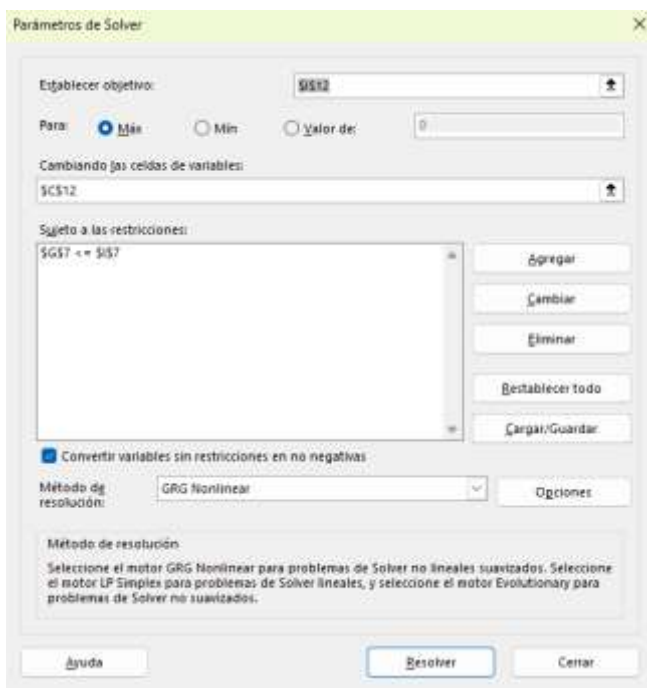 Parámetros de Solver
Establecer objetivo:
$I$12
Para:
Máx
Mín
Valor de:
0
Cambiando las celdas de variables:
$C$12
Sujeto a las restricciones:
$G$7 <= $I$7
Agregar
Cambiar
Eliminar
Restablecer todo
Cargar/Guardar
Convertir variables sin restricciones en no negativas
Método de
resolución:
GRG Nonlinear
Opciones
Método de resolución
Seleccione el motor GRG Nonlinear para problemas de Solver no lineales suavizados. Seleccione
el motor LP Simplex para problemas de Solver lineales, y seleccione el motor Evolutionary para
problemas de Solver no suavizados.
Ayuda
Resolver
Cerrar